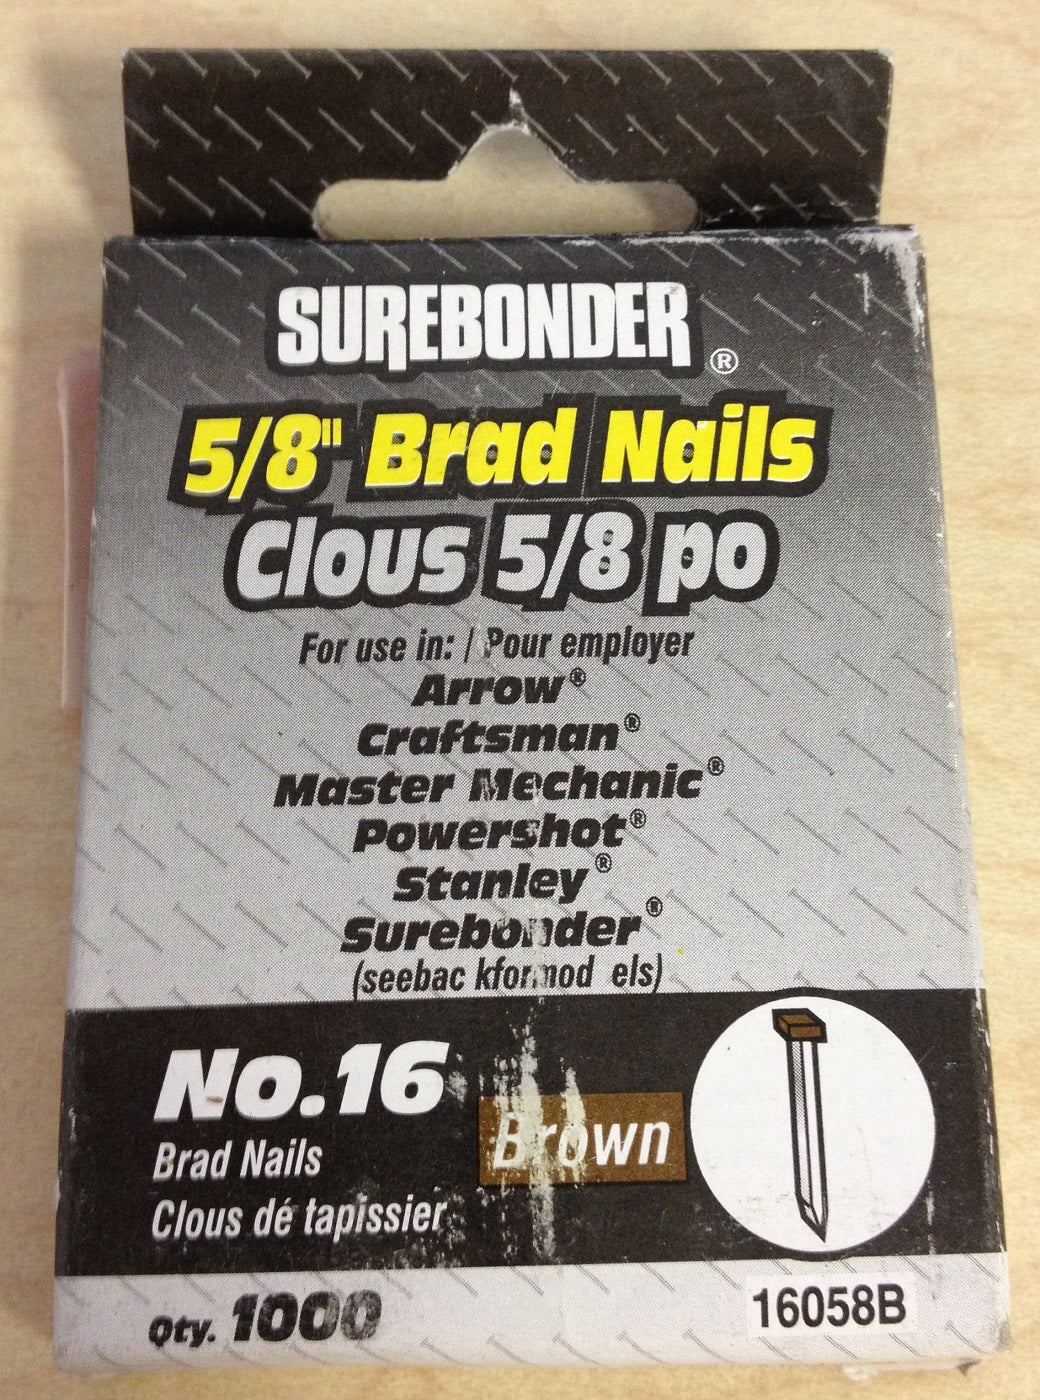 SUREBONDER®
5/8" Brad Nails
Clous 5/8 po
For use in: / Pour employer
Arrow®
Craftsman®
Master Mechanic®
Powershot®
Stanley®
Surebonder®
(seebac kformod els)
No.16
Brad Nails
Clous dé tapissier
Brown
Qty. 1000
16058B